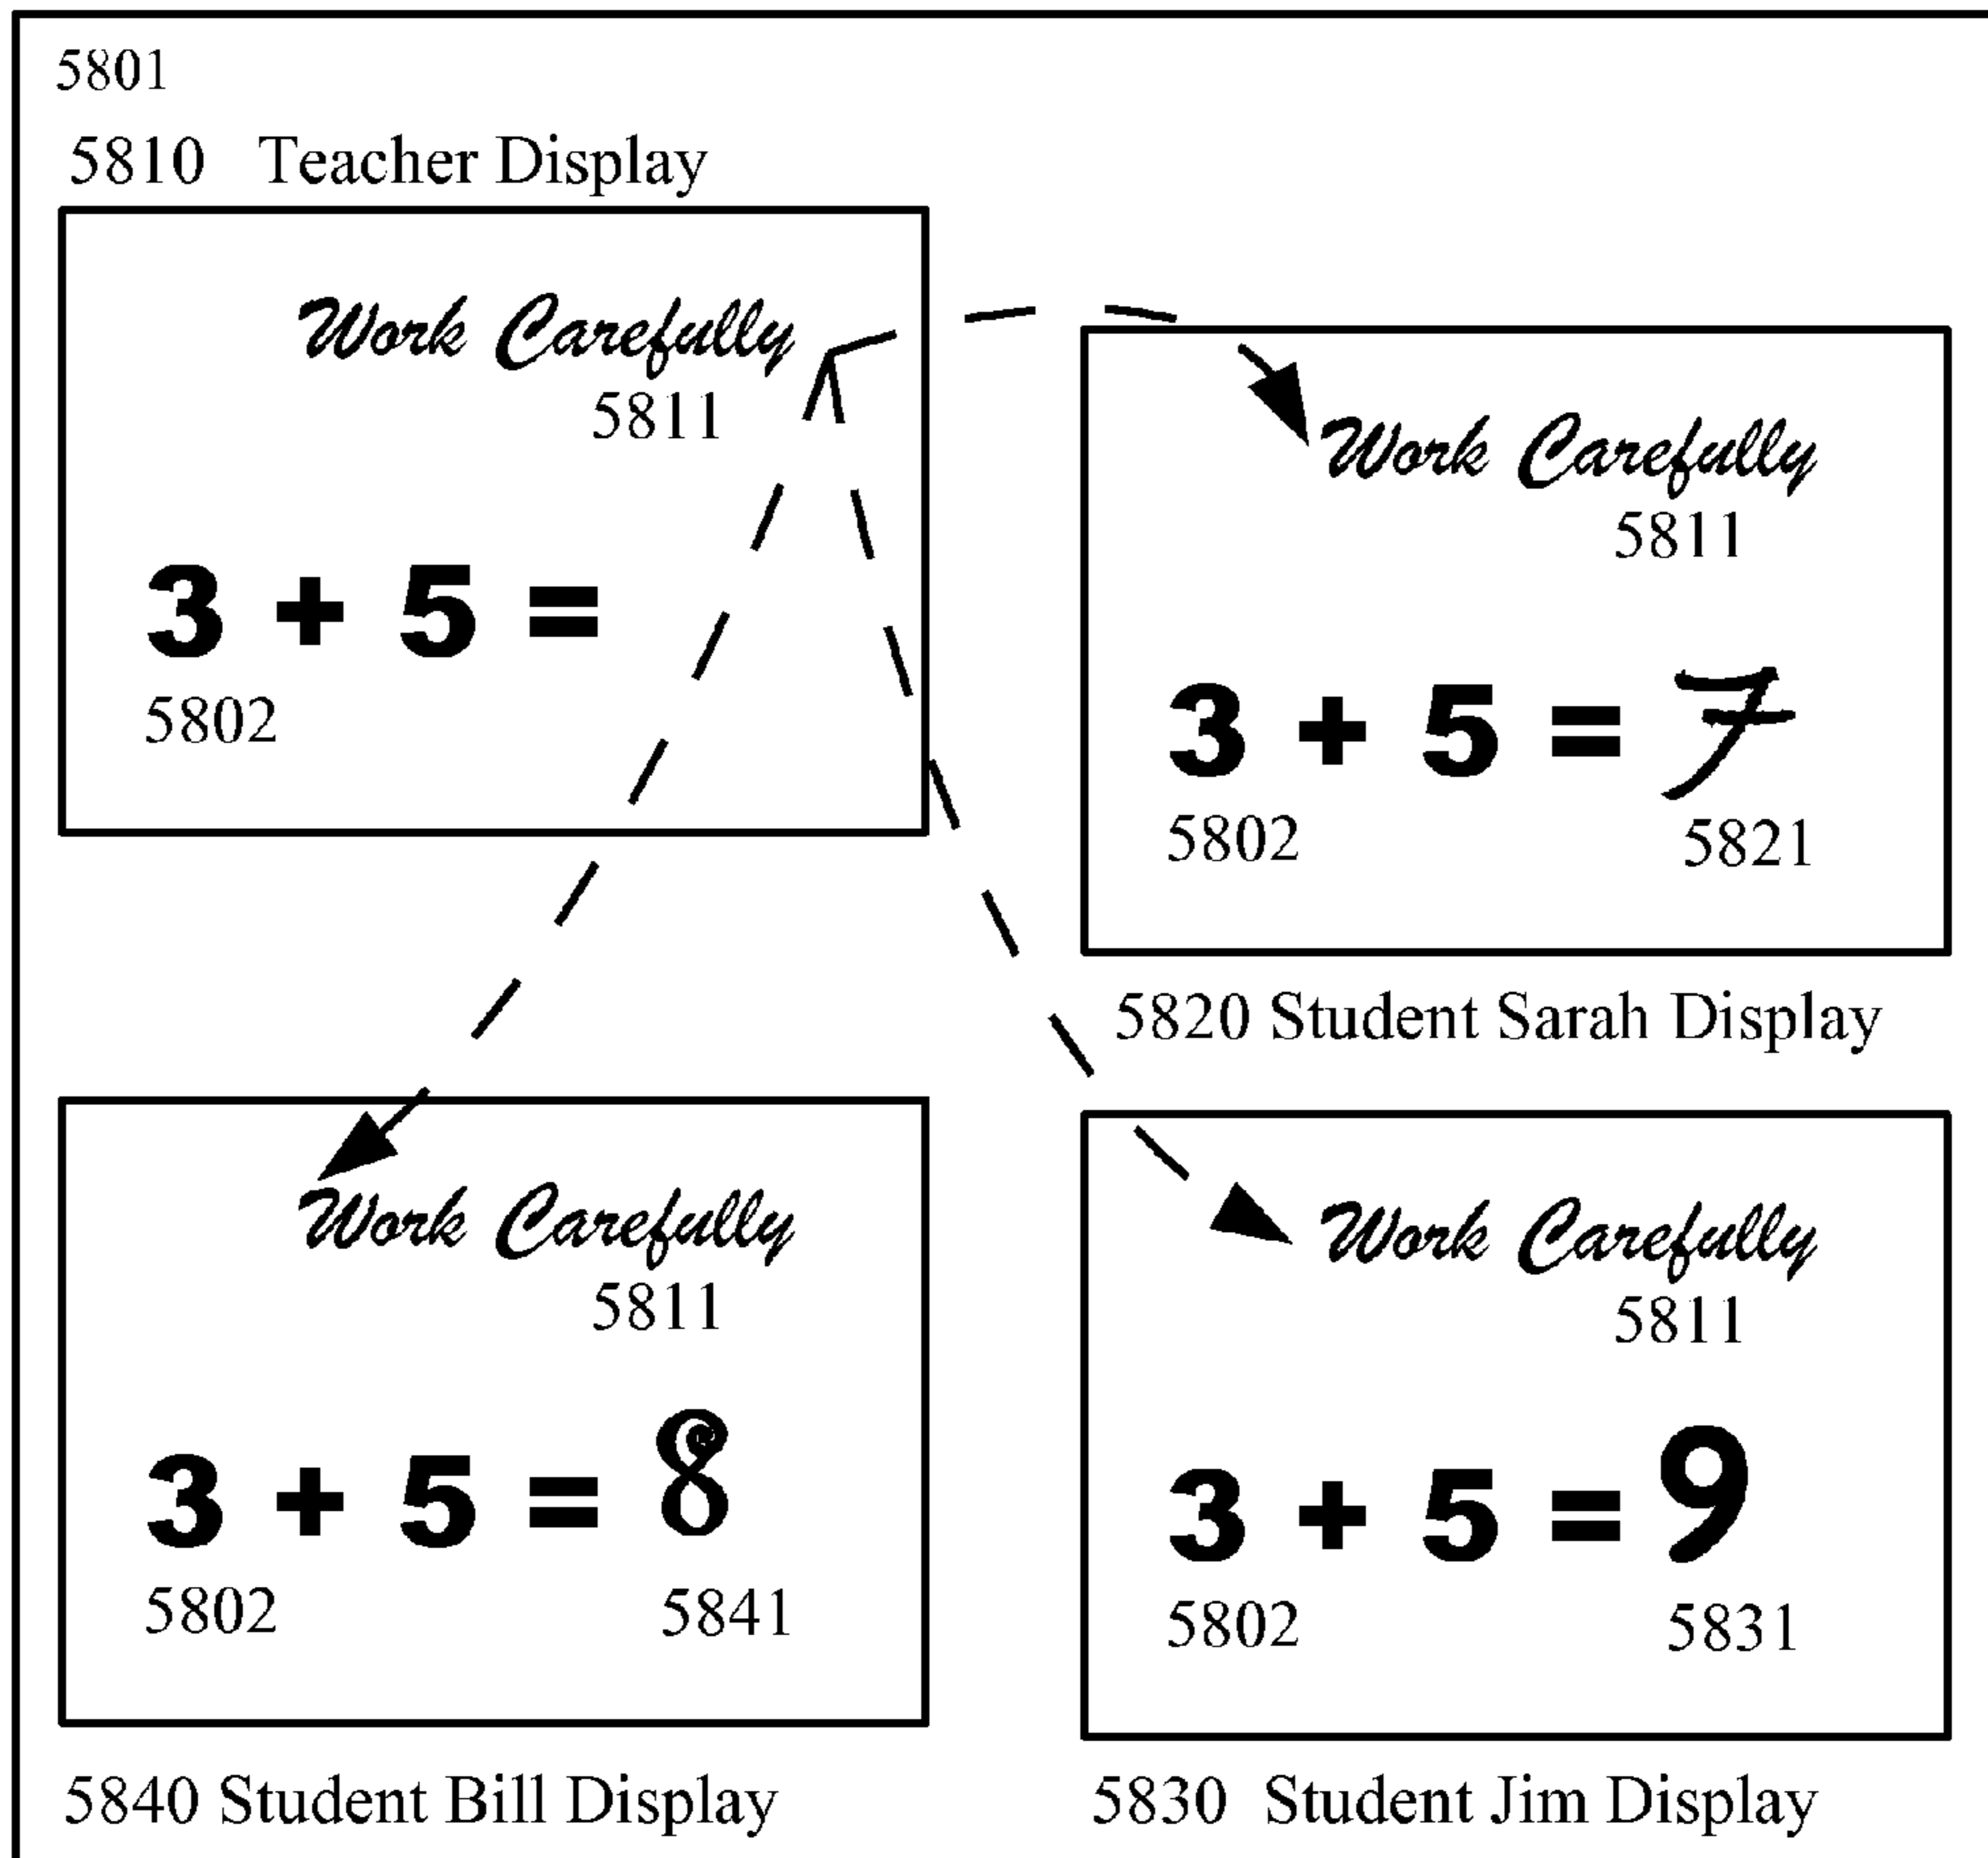 5801
5810 Teacher Display
Work Carefully
5811
3 + 5 =
5802
Work Carefully
5811
3 + 5 = 7
5802 5821
5820 Student Sarah Display
Work Carefully
5811
3 + 5 = 8
5802 5841
5840 Student Bill Display
Work Carefully
5811
3 + 5 = 9
5802 5831
5830 Student Jim Display